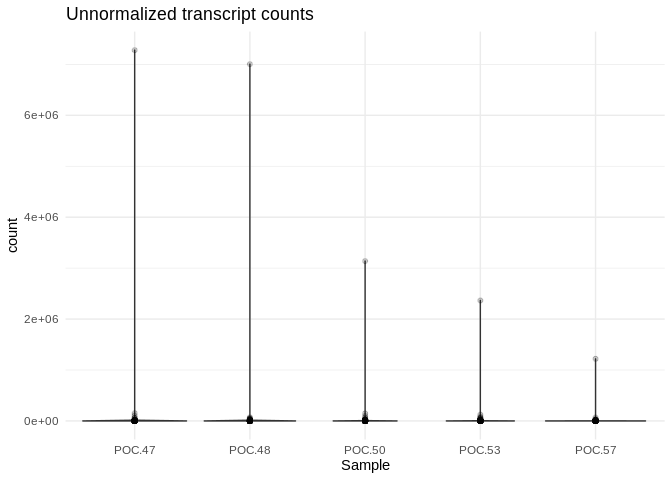 Unnormalized transcript counts
6e+06
4e+06
2e+06
0e+00
count
POC.47 POC.48 POC.50 POC.53 POC.57
Sample